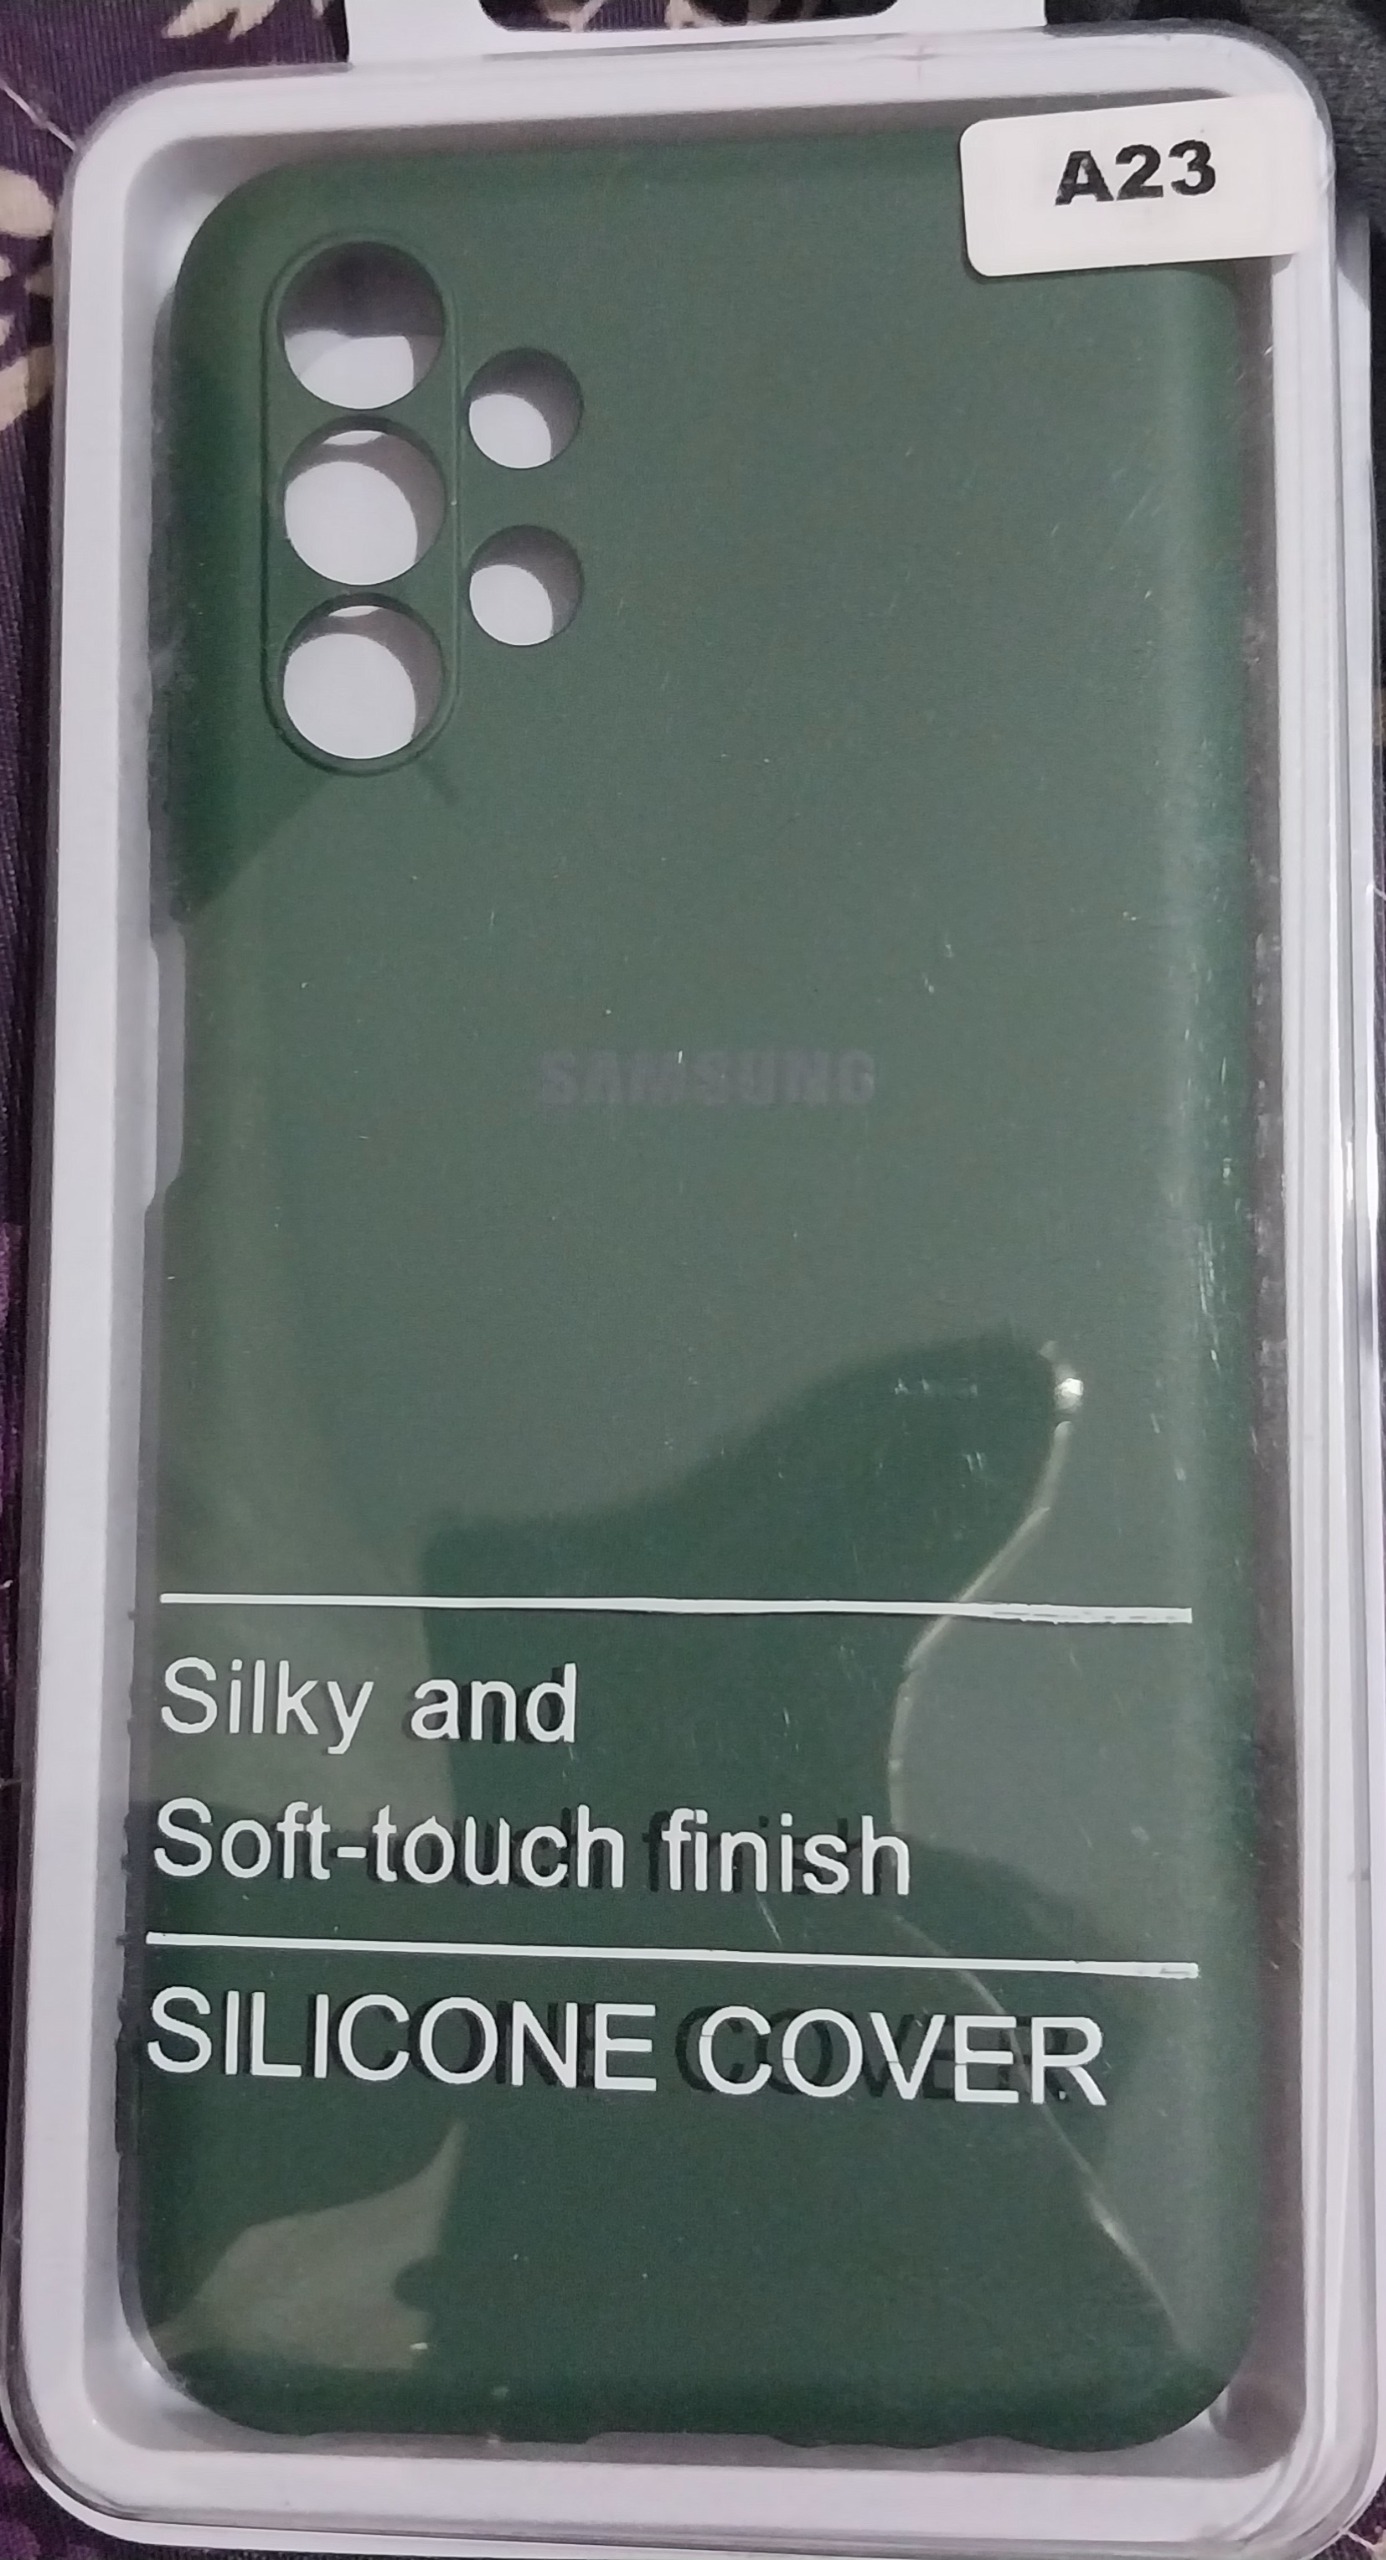 A23
SAMSUNG
Silky and
Soft-touch finish
SILICONE COVER